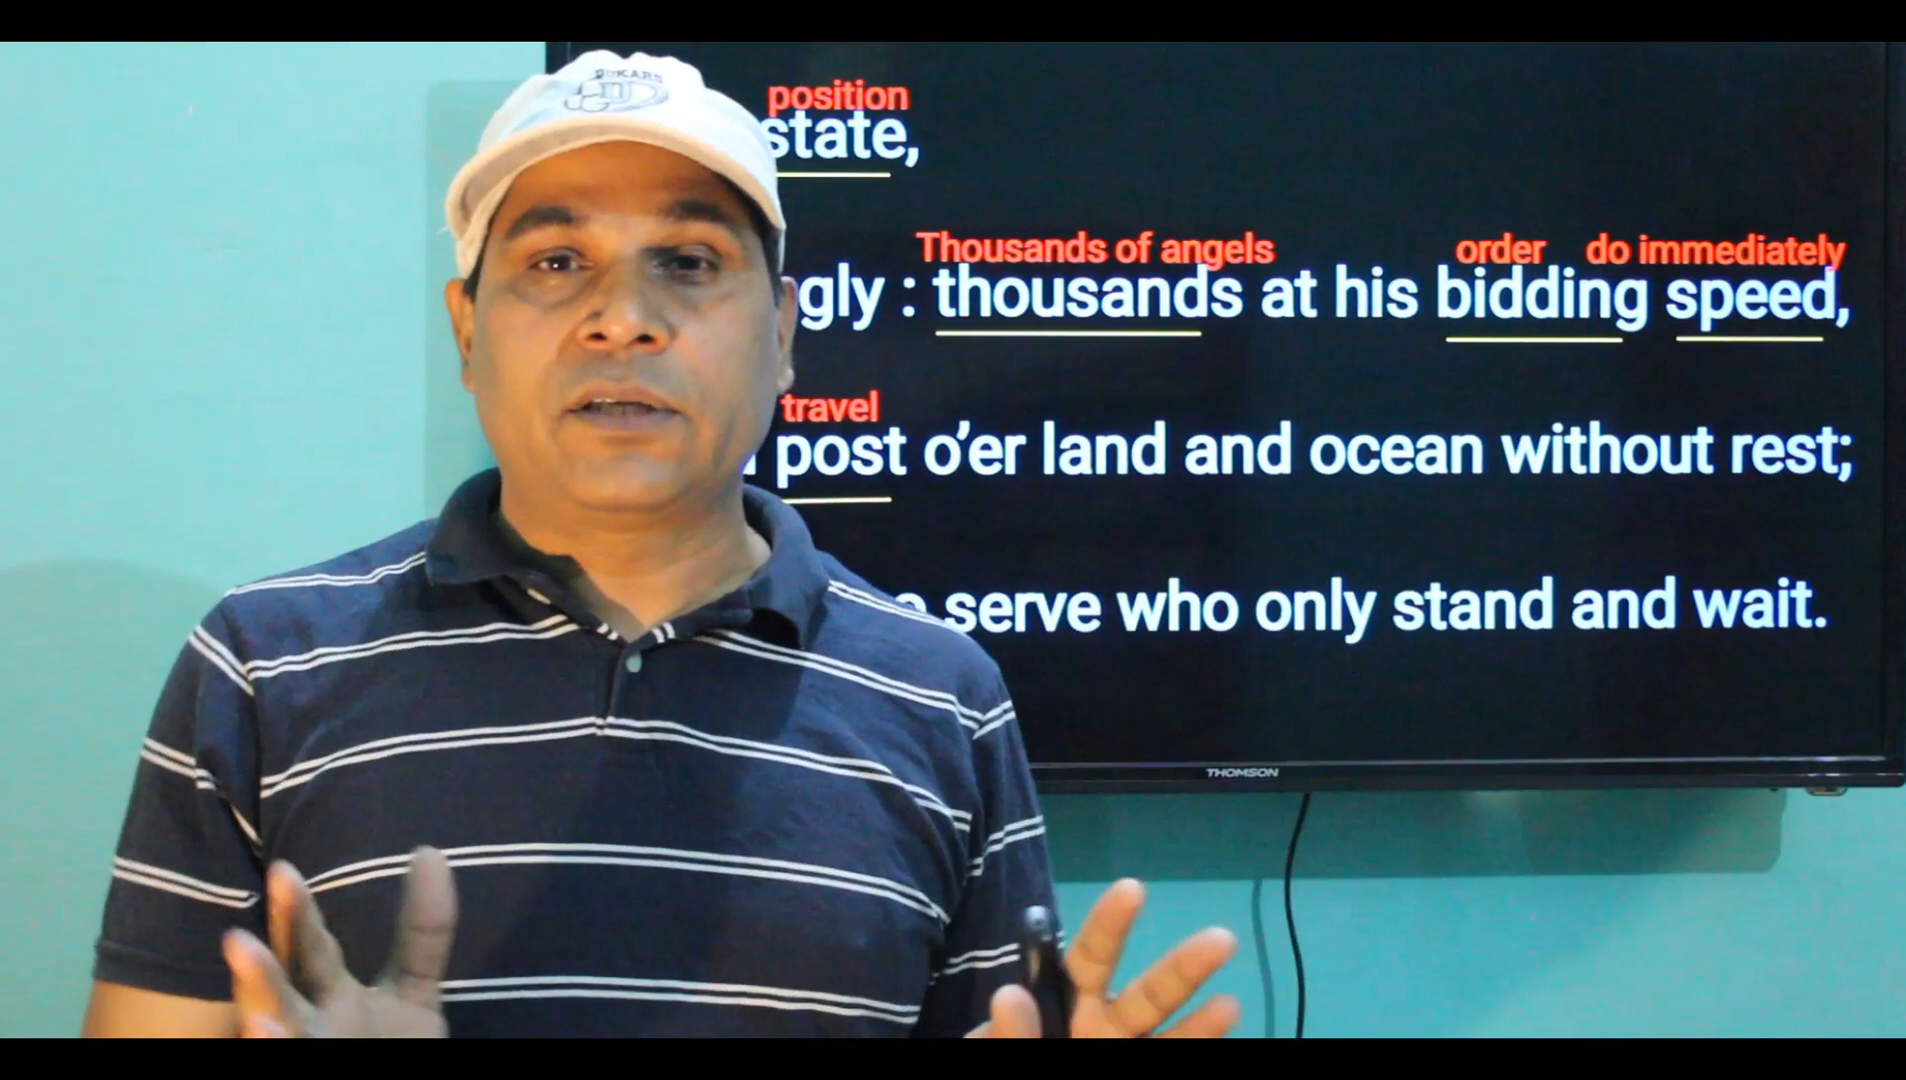 position
state,
Thousands of angels order do immediately
gly : thousands at his bidding speed,
travel
post o’er land and ocean without rest;
serve who only stand and wait.
THOMSON